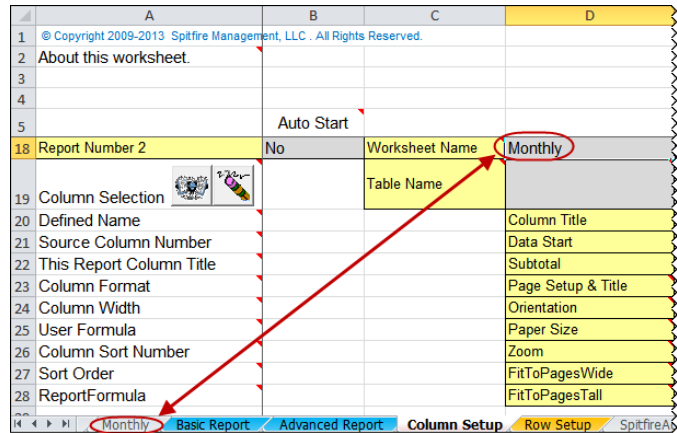 A B C D
1 © Copyright 2009-2013 Spitfire Management, LLC . All Rights Reserved.
2 About this worksheet.
3
4
5 Auto Start
18 Report Number 2 No Worksheet Name Monthly
19 Column Selection Table Name
20 Defined Name Column Title
21 Source Column Number Data Start
22 This Report Column Title Subtotal
23 Column Format Page Setup & Title
24 Column Width Orientation
25 User Formula Paper Size
26 Column Sort Number Zoom
27 Sort Order FitToPagesWide
28 ReportFormula FitToPagesTall
Monthly Basic Report Advanced Report Column Setup Row Setup